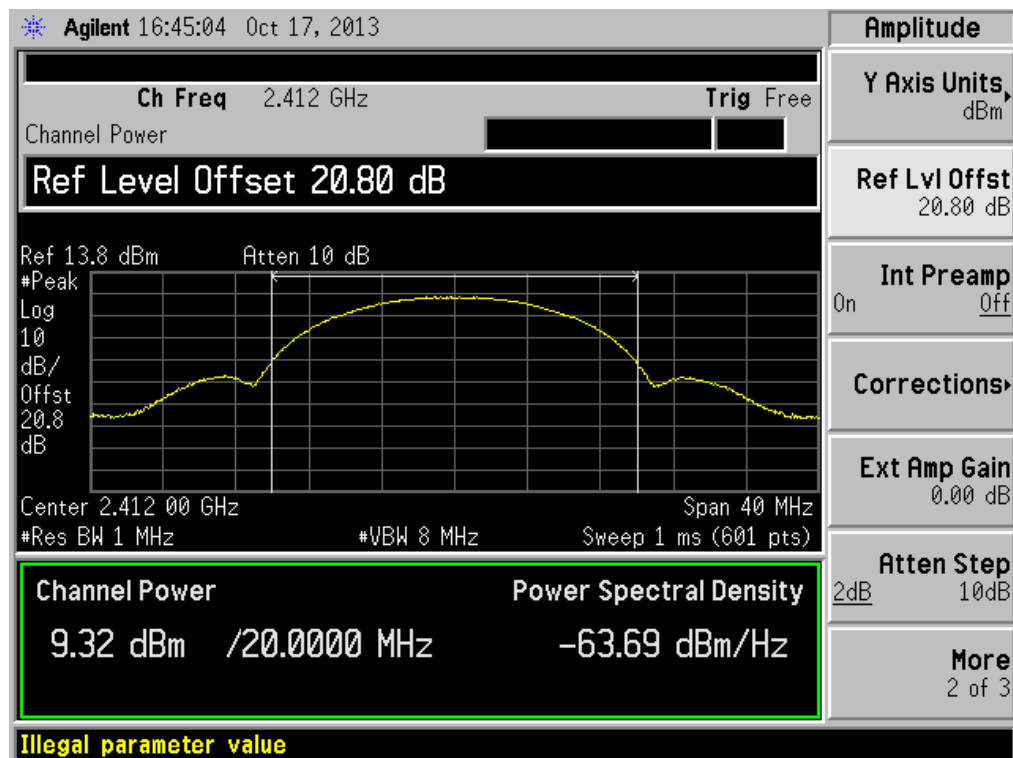 Agilent 16:45:04 Oct 17, 2013
Ch Freq 2.412 GHz Trig Free
Channel Power
Ref Level Offset 20.80 dB
Ref 13.8 dBm Atten 10 dB
#Peak
Log
10
dB/
Offst
20.8
dB
Center 2.412 00 GHz Span 40 MHz
#Res BW 1 MHz #VBW 8 MHz Sweep 1 ms (601 pts)
Channel Power Power Spectral Density
9.32 dBm /20.0000 MHz -63.69 dBm/Hz
Illegal parameter value
Amplitude
Y Axis Units
dBm
Ref Lvl Offst
20.80 dB
Int Preamp
On Off
Corrections
Ext Amp Gain
0.00 dB
Atten Step
2dB 10dB
More
2 of 3